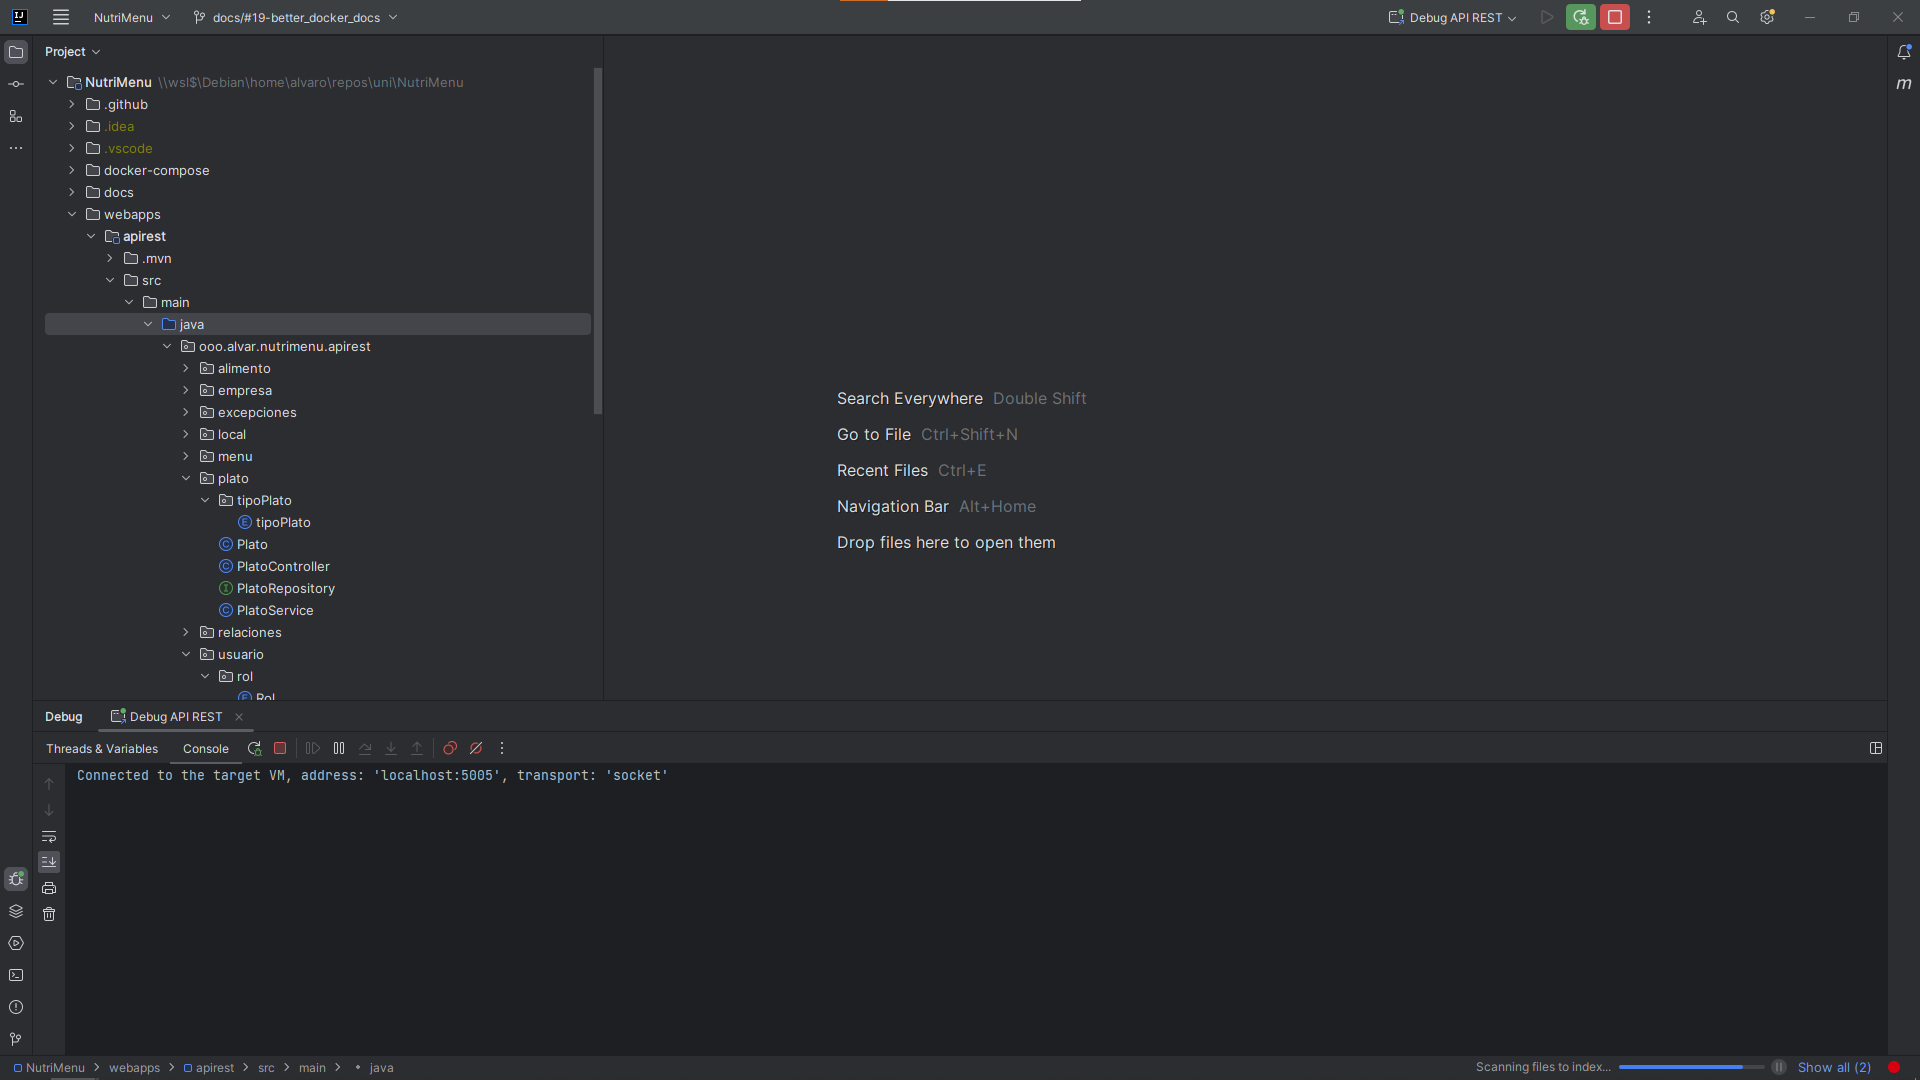 NutriMenu
docs/#19-better_docker_docs
Debug API REST
Project
NutriMenu \\wsl$\Debian\home\alvaro\repos\uni\NutriMenu
.github
.idea
.vscode
docker-compose
docs
webapps
apirest
.mvn
src
main
java
ooo.alvar.nutrimenu.apirest
alimento
empresa
excepciones
local
menu
plato
tipoPlato
tipoPlato
Plato
PlatoController
PlatoRepository
PlatoService
relaciones
usuario
rol
Rol
Search Everywhere Double Shift
Go to File Ctrl+Shift+N
Recent Files Ctrl+E
Navigation Bar Alt+Home
Drop files here to open them
m
Debug
Debug API REST
Threads & Variables
Console
Connected to the target VM, address: 'localhost:5005', transport: 'socket'
NutriMenu > webapps > apirest > src > main > java
Scanning files to index...
Show all (2)